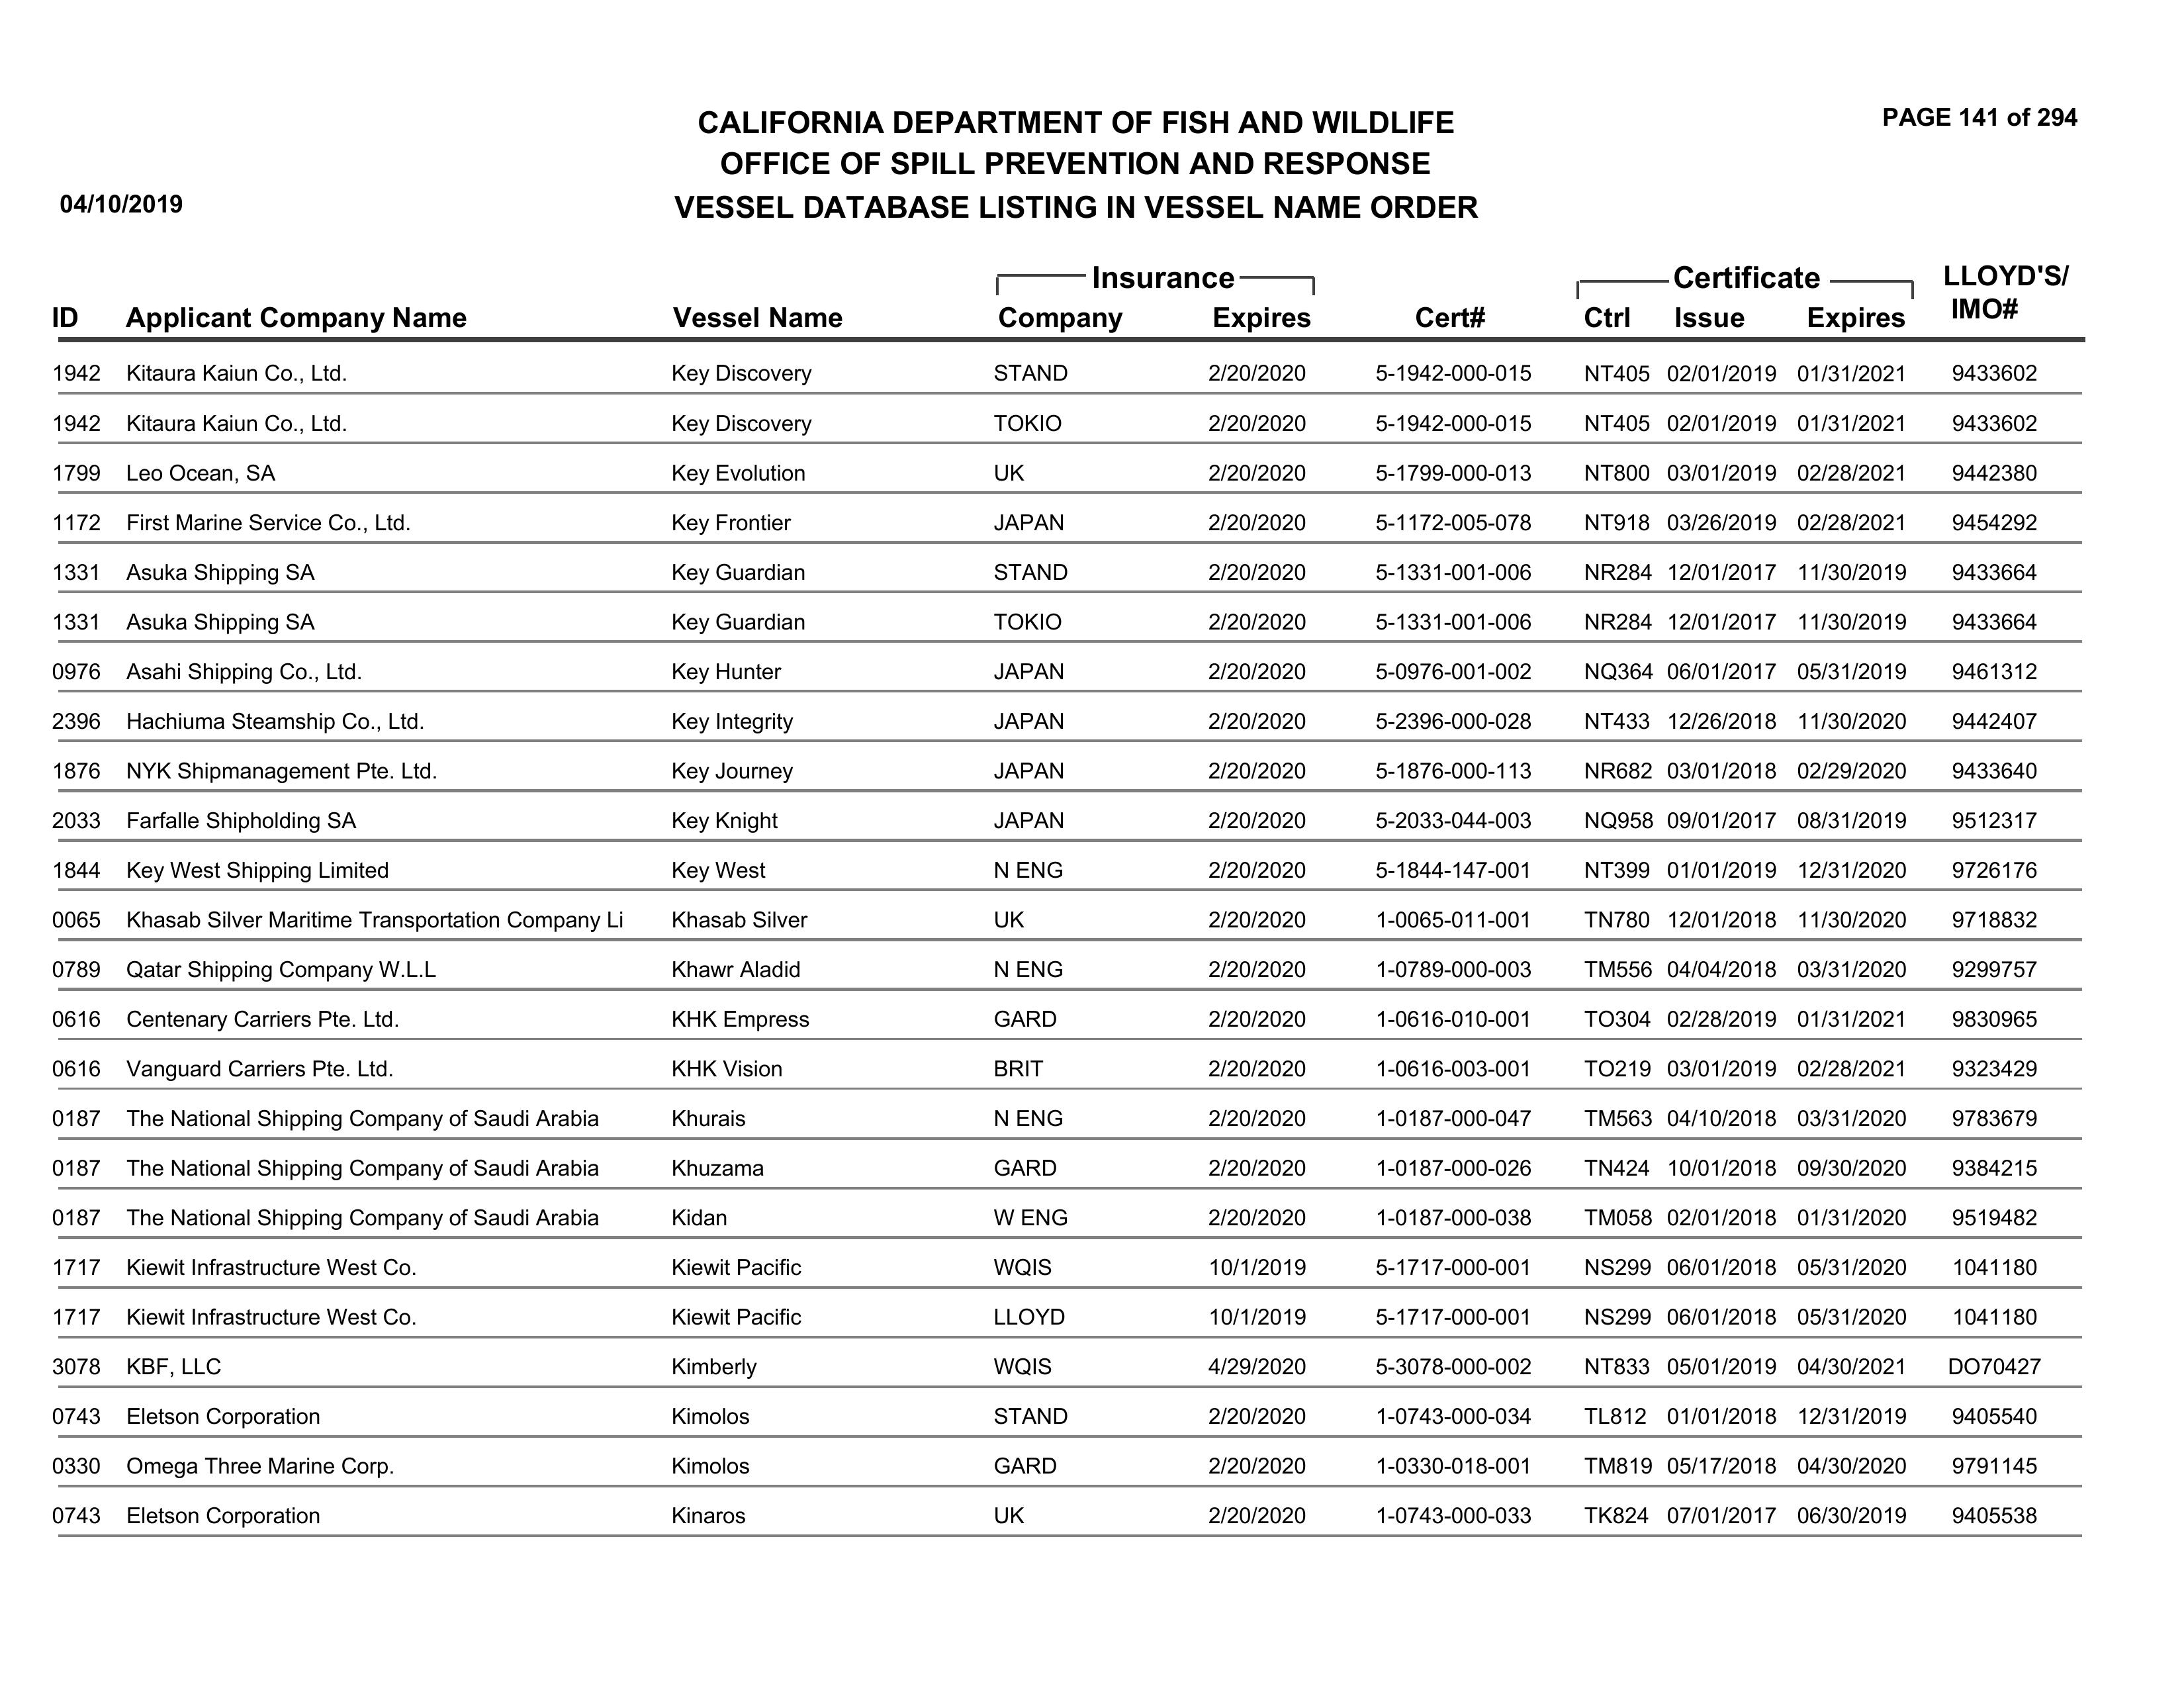 PAGE 141 of 294
CALIFORNIA DEPARTMENT OF FISH AND WILDLIFE
OFFICE OF SPILL PREVENTION AND RESPONSE
04/10/2019 VESSEL DATABASE LISTING IN VESSEL NAME ORDER
Insurance Certificate LLOYD'S/
ID Applicant Company Name Vessel Name Company Expires Cert# Ctrl Issue Expires IMO#
1942 Kitaura Kaiun Co., Ltd. Key Discovery STAND 2/20/2020 5-1942-000-015 NT405 02/01/2019 01/31/2021 9433602
1942 Kitaura Kaiun Co., Ltd. Key Discovery TOKIO 2/20/2020 5-1942-000-015 NT405 02/01/2019 01/31/2021 9433602
1799 Leo Ocean, SA Key Evolution UK 2/20/2020 5-1799-000-013 NT800 03/01/2019 02/28/2021 9442380
1172 First Marine Service Co., Ltd. Key Frontier JAPAN 2/20/2020 5-1172-005-078 NT918 03/26/2019 02/28/2021 9454292
1331 Asuka Shipping SA Key Guardian STAND 2/20/2020 5-1331-001-006 NR284 12/01/2017 11/30/2019 9433664
1331 Asuka Shipping SA Key Guardian TOKIO 2/20/2020 5-1331-001-006 NR284 12/01/2017 11/30/2019 9433664
0976 Asahi Shipping Co., Ltd. Key Hunter JAPAN 2/20/2020 5-0976-001-002 NQ364 06/01/2017 05/31/2019 9461312
2396 Hachiuma Steamship Co., Ltd. Key Integrity JAPAN 2/20/2020 5-2396-000-028 NT433 12/26/2018 11/30/2020 9442407
1876 NYK Shipmanagement Pte. Ltd. Key Journey JAPAN 2/20/2020 5-1876-000-113 NR682 03/01/2018 02/29/2020 9433640
2033 Farfalle Shipholding SA Key Knight JAPAN 2/20/2020 5-2033-044-003 NQ958 09/01/2017 08/31/2019 9512317
1844 Key West Shipping Limited Key West N ENG 2/20/2020 5-1844-147-001 NT399 01/01/2019 12/31/2020 9726176
0065 Khasab Silver Maritime Transportation Company Li Khasab Silver UK 2/20/2020 1-0065-011-001 TN780 12/01/2018 11/30/2020 9718832
0789 Qatar Shipping Company W.L.L Khawr Aladid N ENG 2/20/2020 1-0789-000-003 TM556 04/04/2018 03/31/2020 9299757
0616 Centenary Carriers Pte. Ltd. KHK Empress GARD 2/20/2020 1-0616-010-001 TO304 02/28/2019 01/31/2021 9830965
0616 Vanguard Carriers Pte. Ltd. KHK Vision BRIT 2/20/2020 1-0616-003-001 TO219 03/01/2019 02/28/2021 9323429
0187 The National Shipping Company of Saudi Arabia Khurais N ENG 2/20/2020 1-0187-000-047 TM563 04/10/2018 03/31/2020 9783679
0187 The National Shipping Company of Saudi Arabia Khuzama GARD 2/20/2020 1-0187-000-026 TN424 10/01/2018 09/30/2020 9384215
0187 The National Shipping Company of Saudi Arabia Kidan W ENG 2/20/2020 1-0187-000-038 TM058 02/01/2018 01/31/2020 9519482
1717 Kiewit Infrastructure West Co. Kiewit Pacific WQIS 10/1/2019 5-1717-000-001 NS299 06/01/2018 05/31/2020 1041180
1717 Kiewit Infrastructure West Co. Kiewit Pacific LLOYD 10/1/2019 5-1717-000-001 NS299 06/01/2018 05/31/2020 1041180
3078 KBF, LLC Kimberly WQIS 4/29/2020 5-3078-000-002 NT833 05/01/2019 04/30/2021 DO70427
0743 Eletson Corporation Kimolos STAND 2/20/2020 1-0743-000-034 TL812 01/01/2018 12/31/2019 9405540
0330 Omega Three Marine Corp. Kimolos GARD 2/20/2020 1-0330-018-001 TM819 05/17/2018 04/30/2020 9791145
0743 Eletson Corporation Kinaros UK 2/20/2020 1-0743-000-033 TK824 07/01/2017 06/30/2019 9405538